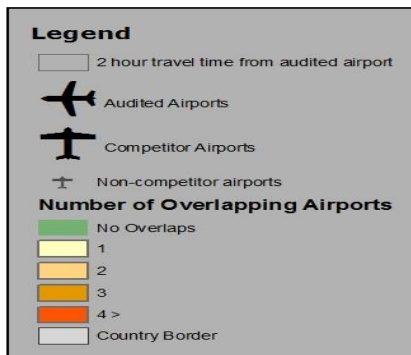 Legend
2 hour travel time from audited airport
Audited Airports
Competitor Airports
Non-competitor airports
Number of Overlapping Airports
No Overlaps
1
2
3
4 >
Country Border